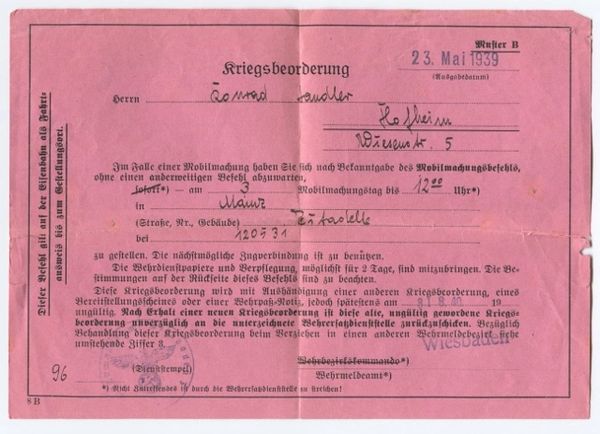 Muster B
23. Mai 1939
(Ausgabedatum)
Kriegsbeorderung
Herrn Konrad Sandler
Hofheim
Wiesenstr. 5
Im Falle einer Mobilmachung haben Sie sich nach Bekanntgabe des Mobilmachungsbefehls,
ohne einen anderweitigen Befehl abzuwarten,
sofort*) – am 3 Mobilmachungstag bis 12⁰⁰ Uhr*)
in Mainz
(Straße, Nr., Gebäude) Zitadelle
bei 120531
zu gestellen. Die nächstmögliche Zugverbindung ist zu benützen.
Die Wehrdienstpapiere und Verpflegung, möglichst für 2 Tage, sind mitzubringen. Die Be-
stimmungen auf der Rückseite dieses Befehls sind zu beachten.
Diese Kriegsbeorderung wird mit Aushändigung einer anderen Kriegsbeorderung, eines
Bereitstellungsscheines oder einer Wehrpaß-Notiz, jedoch spätestens am 31.8.40 19
ungültig. Nach Erhalt einer neuen Kriegsbeorderung ist diese alte, ungültig gewordene Kriegs-
beorderung unverzüglich an die unterzeichnete Wehrersatzdienststelle zurückzuschicken. Bezüglich
Behandlung dieser Kriegsbeorderung beim Verziehen in einen anderen Wehrmeldebezirk siehe
umstehende Ziffer 3.
Wiesbaden
Wehrbezirkskommando*)
96 (Dienststempel) Wehrmeldeamt*)
*) Nicht Zutreffendes ist durch die Wehrersatzdienststelle zu streichen!
8 B
Dieser Befehl gilt auf der Eisenbahn als Fahrt-
ausweis bis zum Gestellungsort.